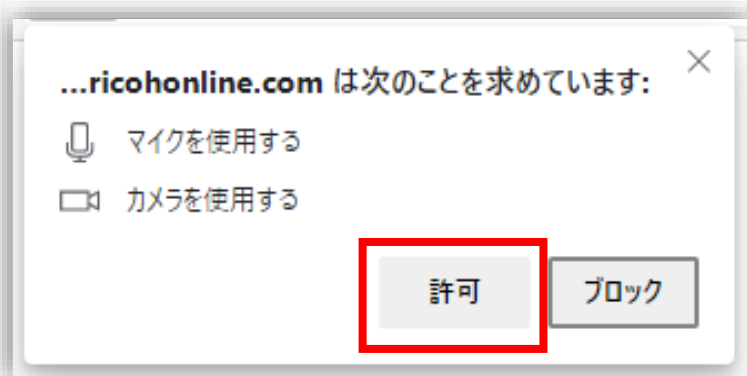 ...ricohonline.com は次のことを求めています:
マイクを使用する
カメラを使用する
許可
ブロック